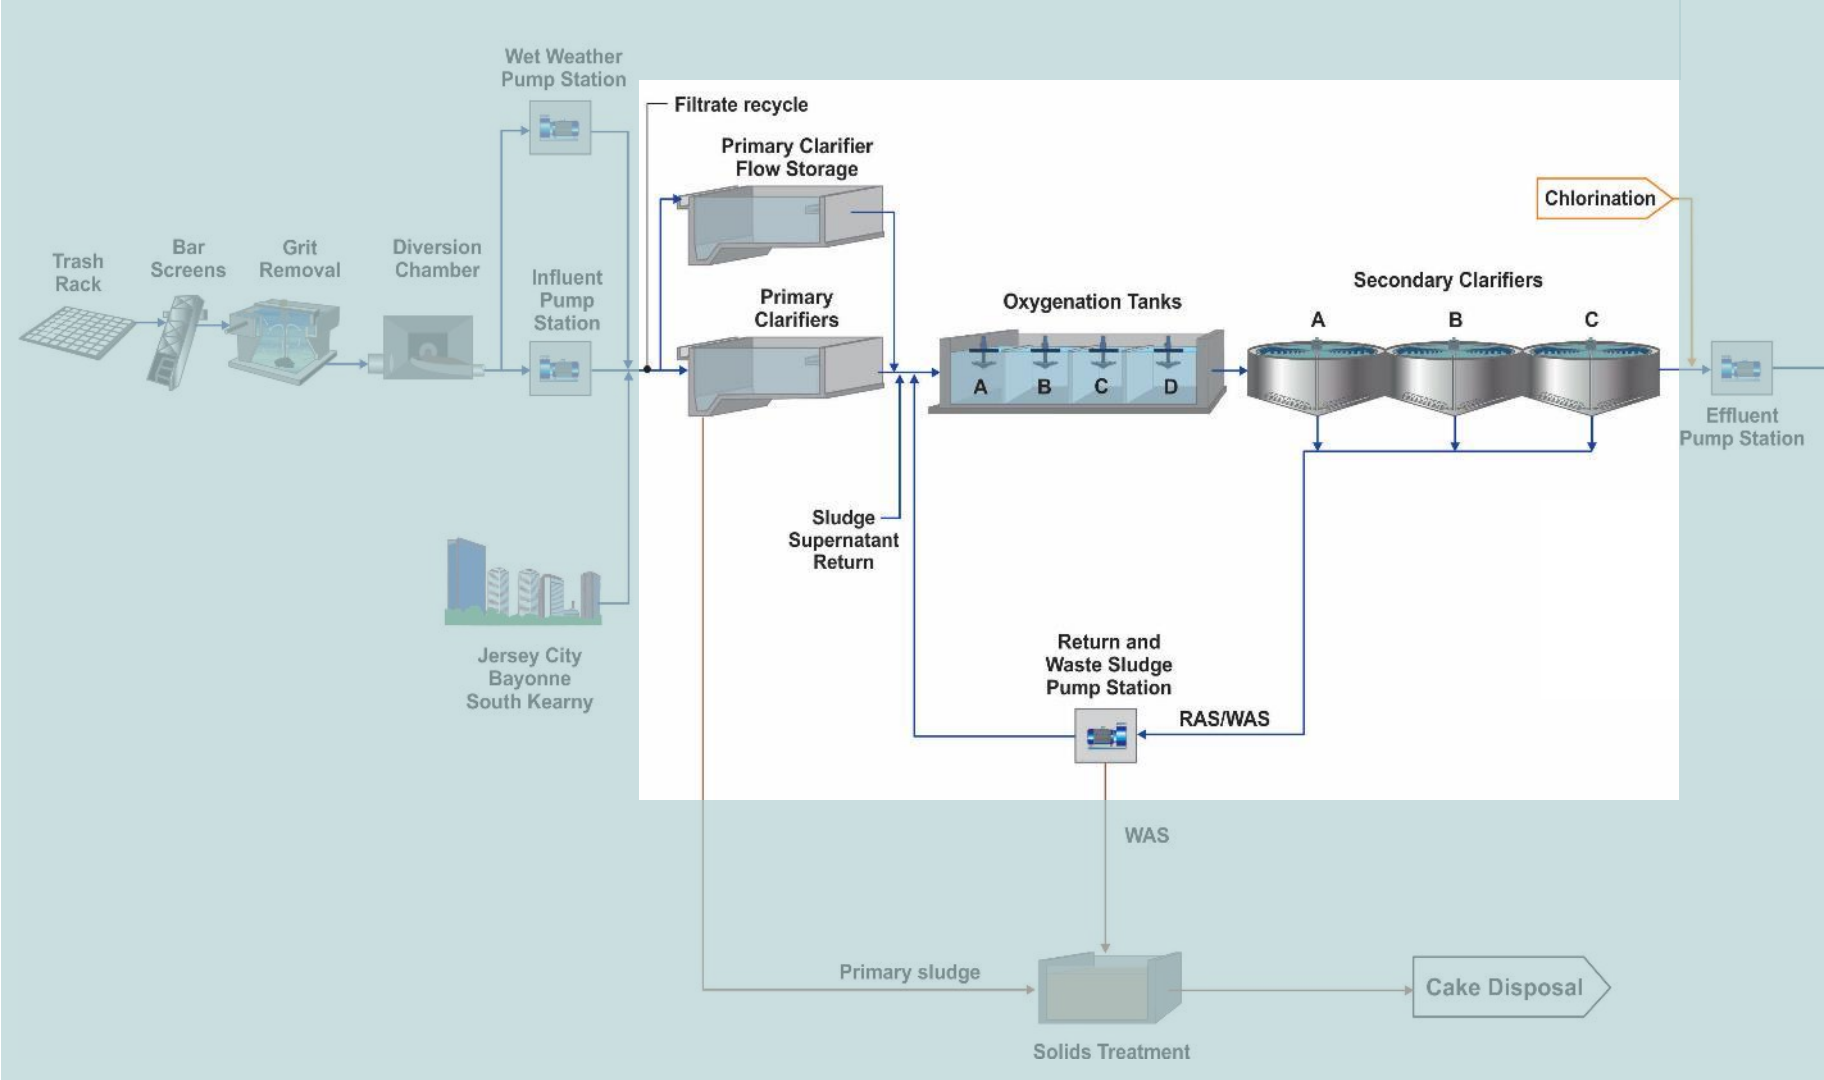 Wet Weather
Pump Station
Filtrate recycle
Primary Clarifier
Flow Storage
Chlorination
Trash
Rack
Bar
Screens
Grit
Removal
Diversion
Chamber
Influent
Pump
Station
Primary
Clarifiers
Oxygenation Tanks
A
B
C
D
Secondary Clarifiers
A
B
C
Effluent
Pump Station
Sludge
Supernatant
Return
Jersey City
Bayonne
South Kearny
Return and
Waste Sludge
Pump Station
RAS/WAS
WAS
Primary sludge
Cake Disposal
Solids Treatment